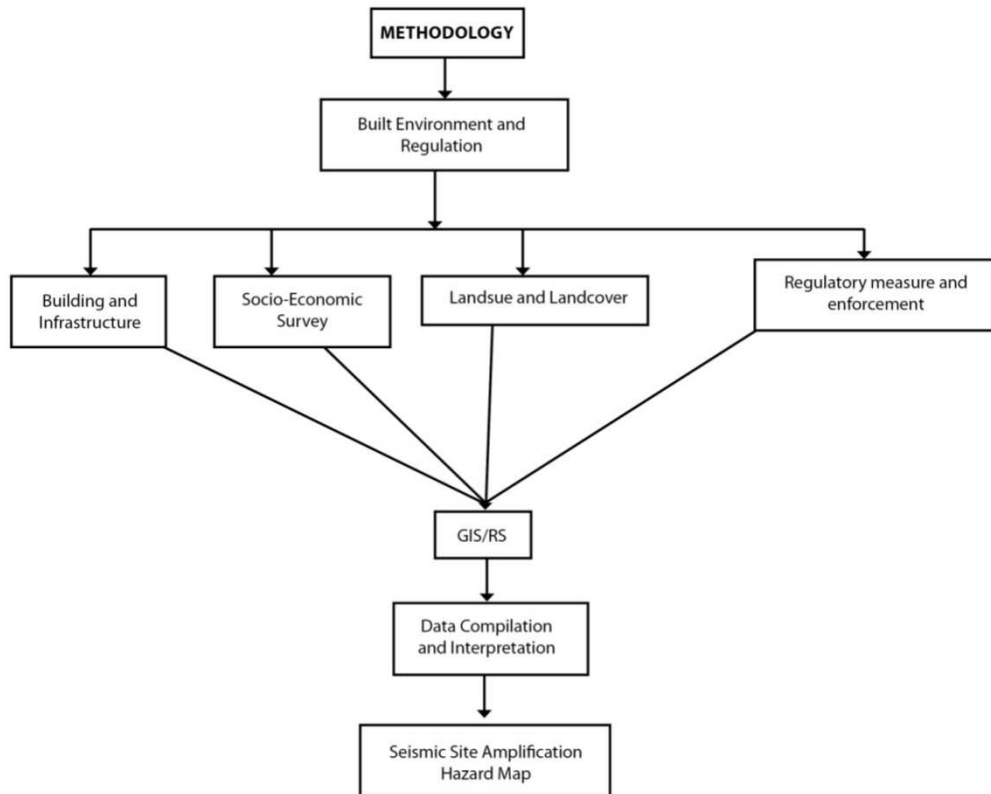 METHODOLOGY
Built Environment and
Regulation
Building and
Infrastructure
Socio-Economic
Survey
Landsue and Landcover
Regulatory measure and
enforcement
GIS/RS
Data Compilation
and Interpretation
Seismic Site Amplification
Hazard Map